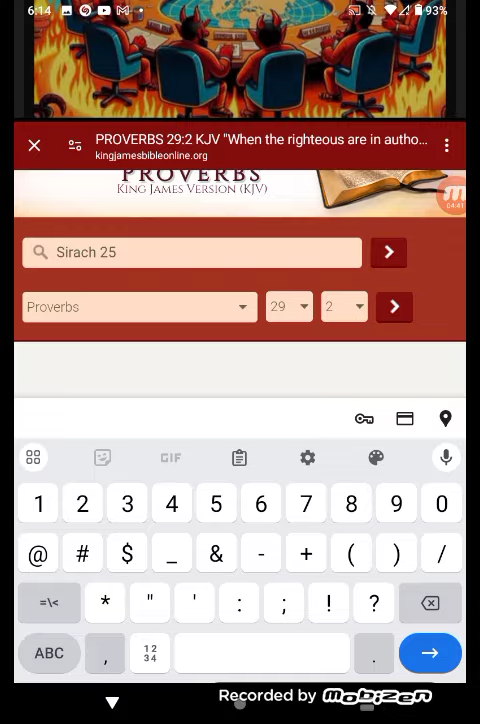 6:14
93%
PROVERBS 29:2 KJV "When the righteous are in autho...
kingjamesbibleonline.org
PROVERBS
KING JAMES VERSION (KJV)
04:41
Sirach 25
Proverbs 29 2
GIF
1 2 3 4 5 6 7 8 9 0
@ # $ _ & - + ( ) /
=\< * " ' : ; ! ?
ABC , 12 34 .
Recorded by mobizen